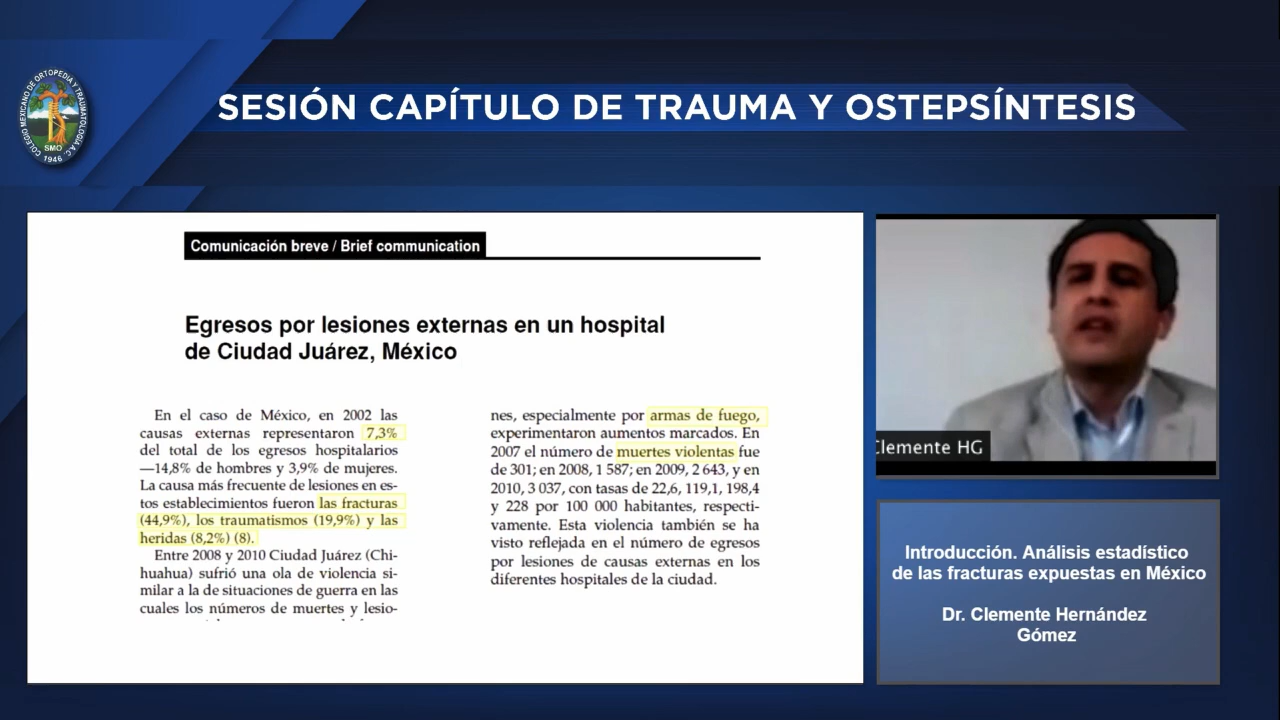 COLEGIO MEXICANO DE ORTOPEDIA Y TRAUMATOLOGÍA A.C.
SMO
1946
SESIÓN CAPÍTULO DE TRAUMA Y OSTEPSÍNTESIS
Comunicación breve / Brief communication
Egresos por lesiones externas en un hospital
de Ciudad Juárez, México
En el caso de México, en 2002 las
causas externas representaron 7,3%
del total de los egresos hospitalarios
—14,8% de hombres y 3,9% de mujeres.
La causa más frecuente de lesiones en es-
tos establecimientos fueron las fracturas
(44,9%), los traumatismos (19,9%) y las
heridas (8,2%) (8).
Entre 2008 y 2010 Ciudad Juárez (Chi-
huahua) sufrió una ola de violencia si-
milar a la de situaciones de guerra en las
cuales los números de muertes y lesio-
nes, especialmente por armas de fuego,
experimentaron aumentos marcados. En
2007 el número de muertes violentas fue
de 301; en 2008, 1 587; en 2009, 2 643, y en
2010, 3 037, con tasas de 22,6, 119,1, 198,4
y 228 por 100 000 habitantes, respecti-
vamente. Esta violencia también se ha
visto reflejada en el número de egresos
por lesiones de causas externas en los
diferentes hospitales de la ciudad.
Clemente HG
Introducción. Análisis estadístico
de las fracturas expuestas en México
Dr. Clemente Hernández
Gómez